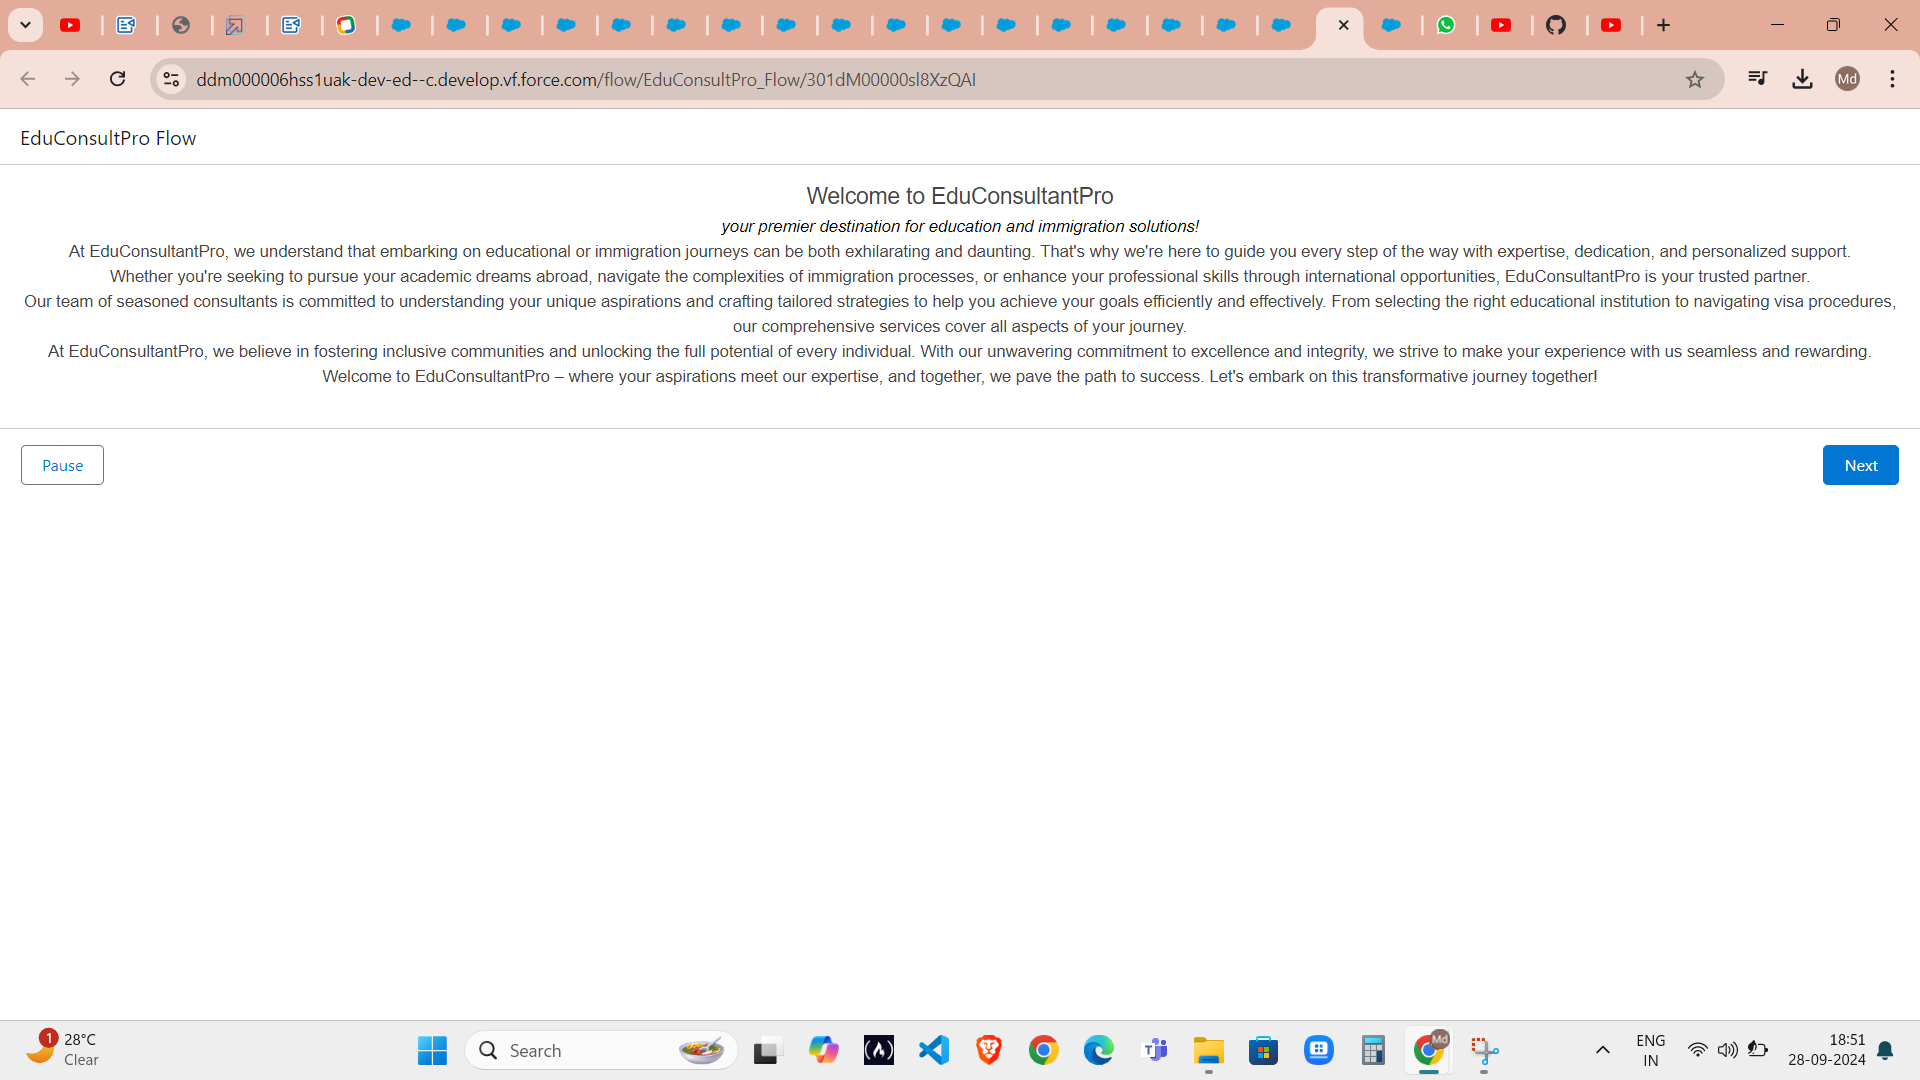 ddm000006hss1uak-dev-ed--c.develop.vf.force.com/flow/EduConsultPro_Flow/301dM00000sl8XzQAI
Md
EduConsultPro Flow
Welcome to EduConsultantPro
your premier destination for education and immigration solutions!
At EduConsultantPro, we understand that embarking on educational or immigration journeys can be both exhilarating and daunting. That's why we're here to guide you every step of the way with expertise, dedication, and personalized support.
Whether you're seeking to pursue your academic dreams abroad, navigate the complexities of immigration processes, or enhance your professional skills through international opportunities, EduConsultantPro is your trusted partner.
Our team of seasoned consultants is committed to understanding your unique aspirations and crafting tailored strategies to help you achieve your goals efficiently and effectively. From selecting the right educational institution to navigating visa procedures,
our comprehensive services cover all aspects of your journey.
At EduConsultantPro, we believe in fostering inclusive communities and unlocking the full potential of every individual. With our unwavering commitment to excellence and integrity, we strive to make your experience with us seamless and rewarding.
Welcome to EduConsultantPro – where your aspirations meet our expertise, and together, we pave the path to success. Let's embark on this transformative journey together!
Pause
Next
1
28°C
Clear
Search
Md
ENG
IN
18:51
28-09-2024